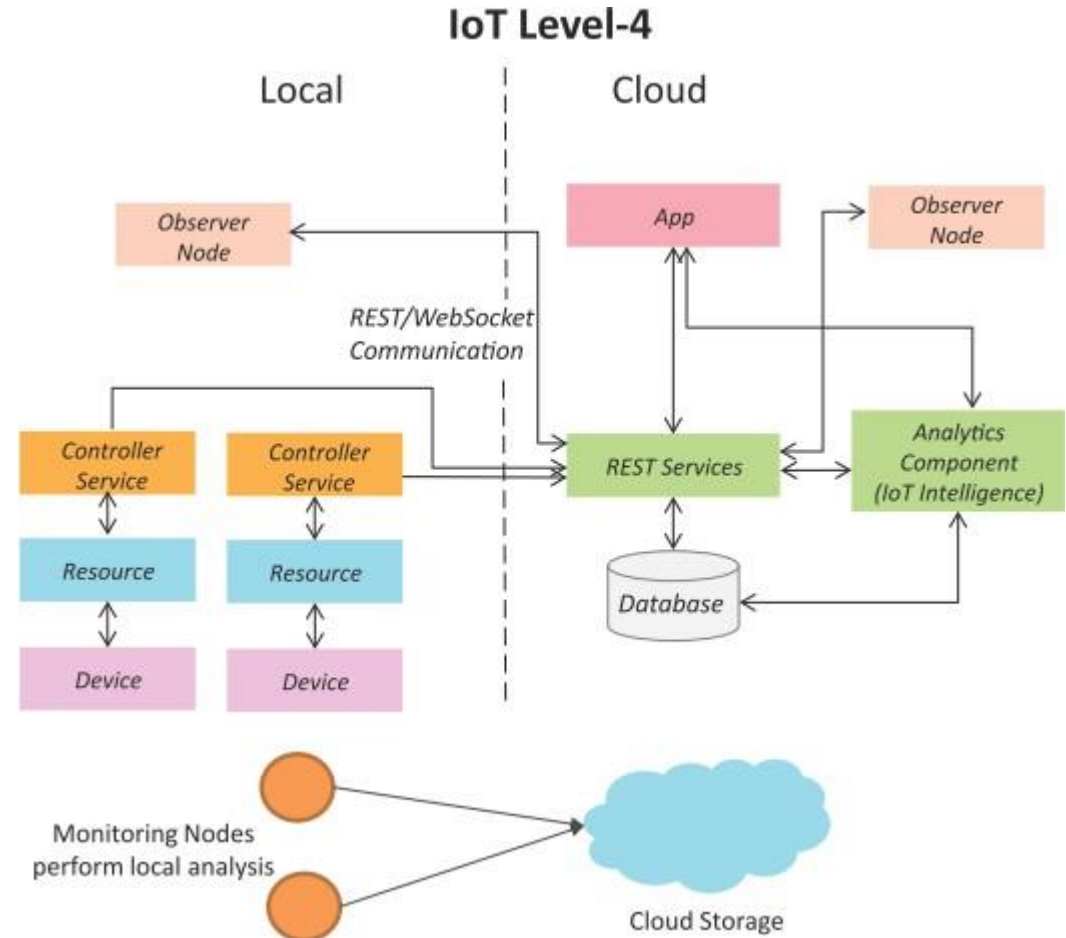 IoT Level-4
Local
Cloud
Observer
Node
App
Observer
Node
REST/WebSocket
Communication
Controller
Service
Controller
Service
REST Services
Analytics
Component
(IoT Intelligence)
Resource
Resource
Database
Device
Device
Monitoring Nodes
perform local analysis
Cloud Storage